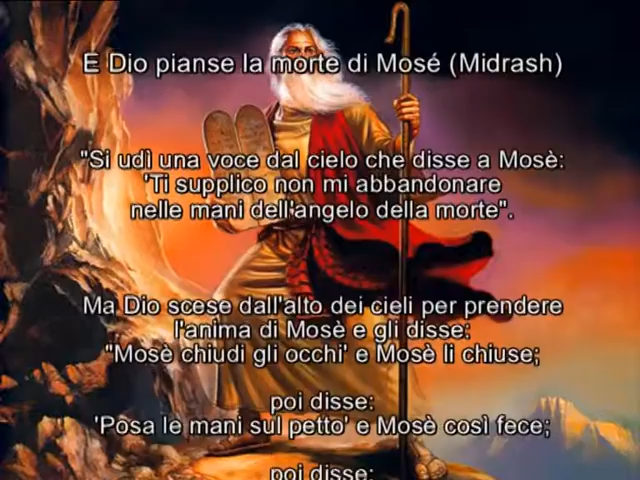 E Dio pianse la morte di Mosé (Midrash)
"Si udì una voce dal cielo che disse a Mosè:
'Ti supplico non mi abbandonare
nelle mani dell'angelo della morte".
Ma Dio scese dall'alto dei cieli per prendere
l'anima di Mosè e gli disse:
"Mosè chiudi gli occhi' e Mosè li chiuse;
poi disse:
'Posa le mani sul petto' e Mosè così fece;
poi disse: